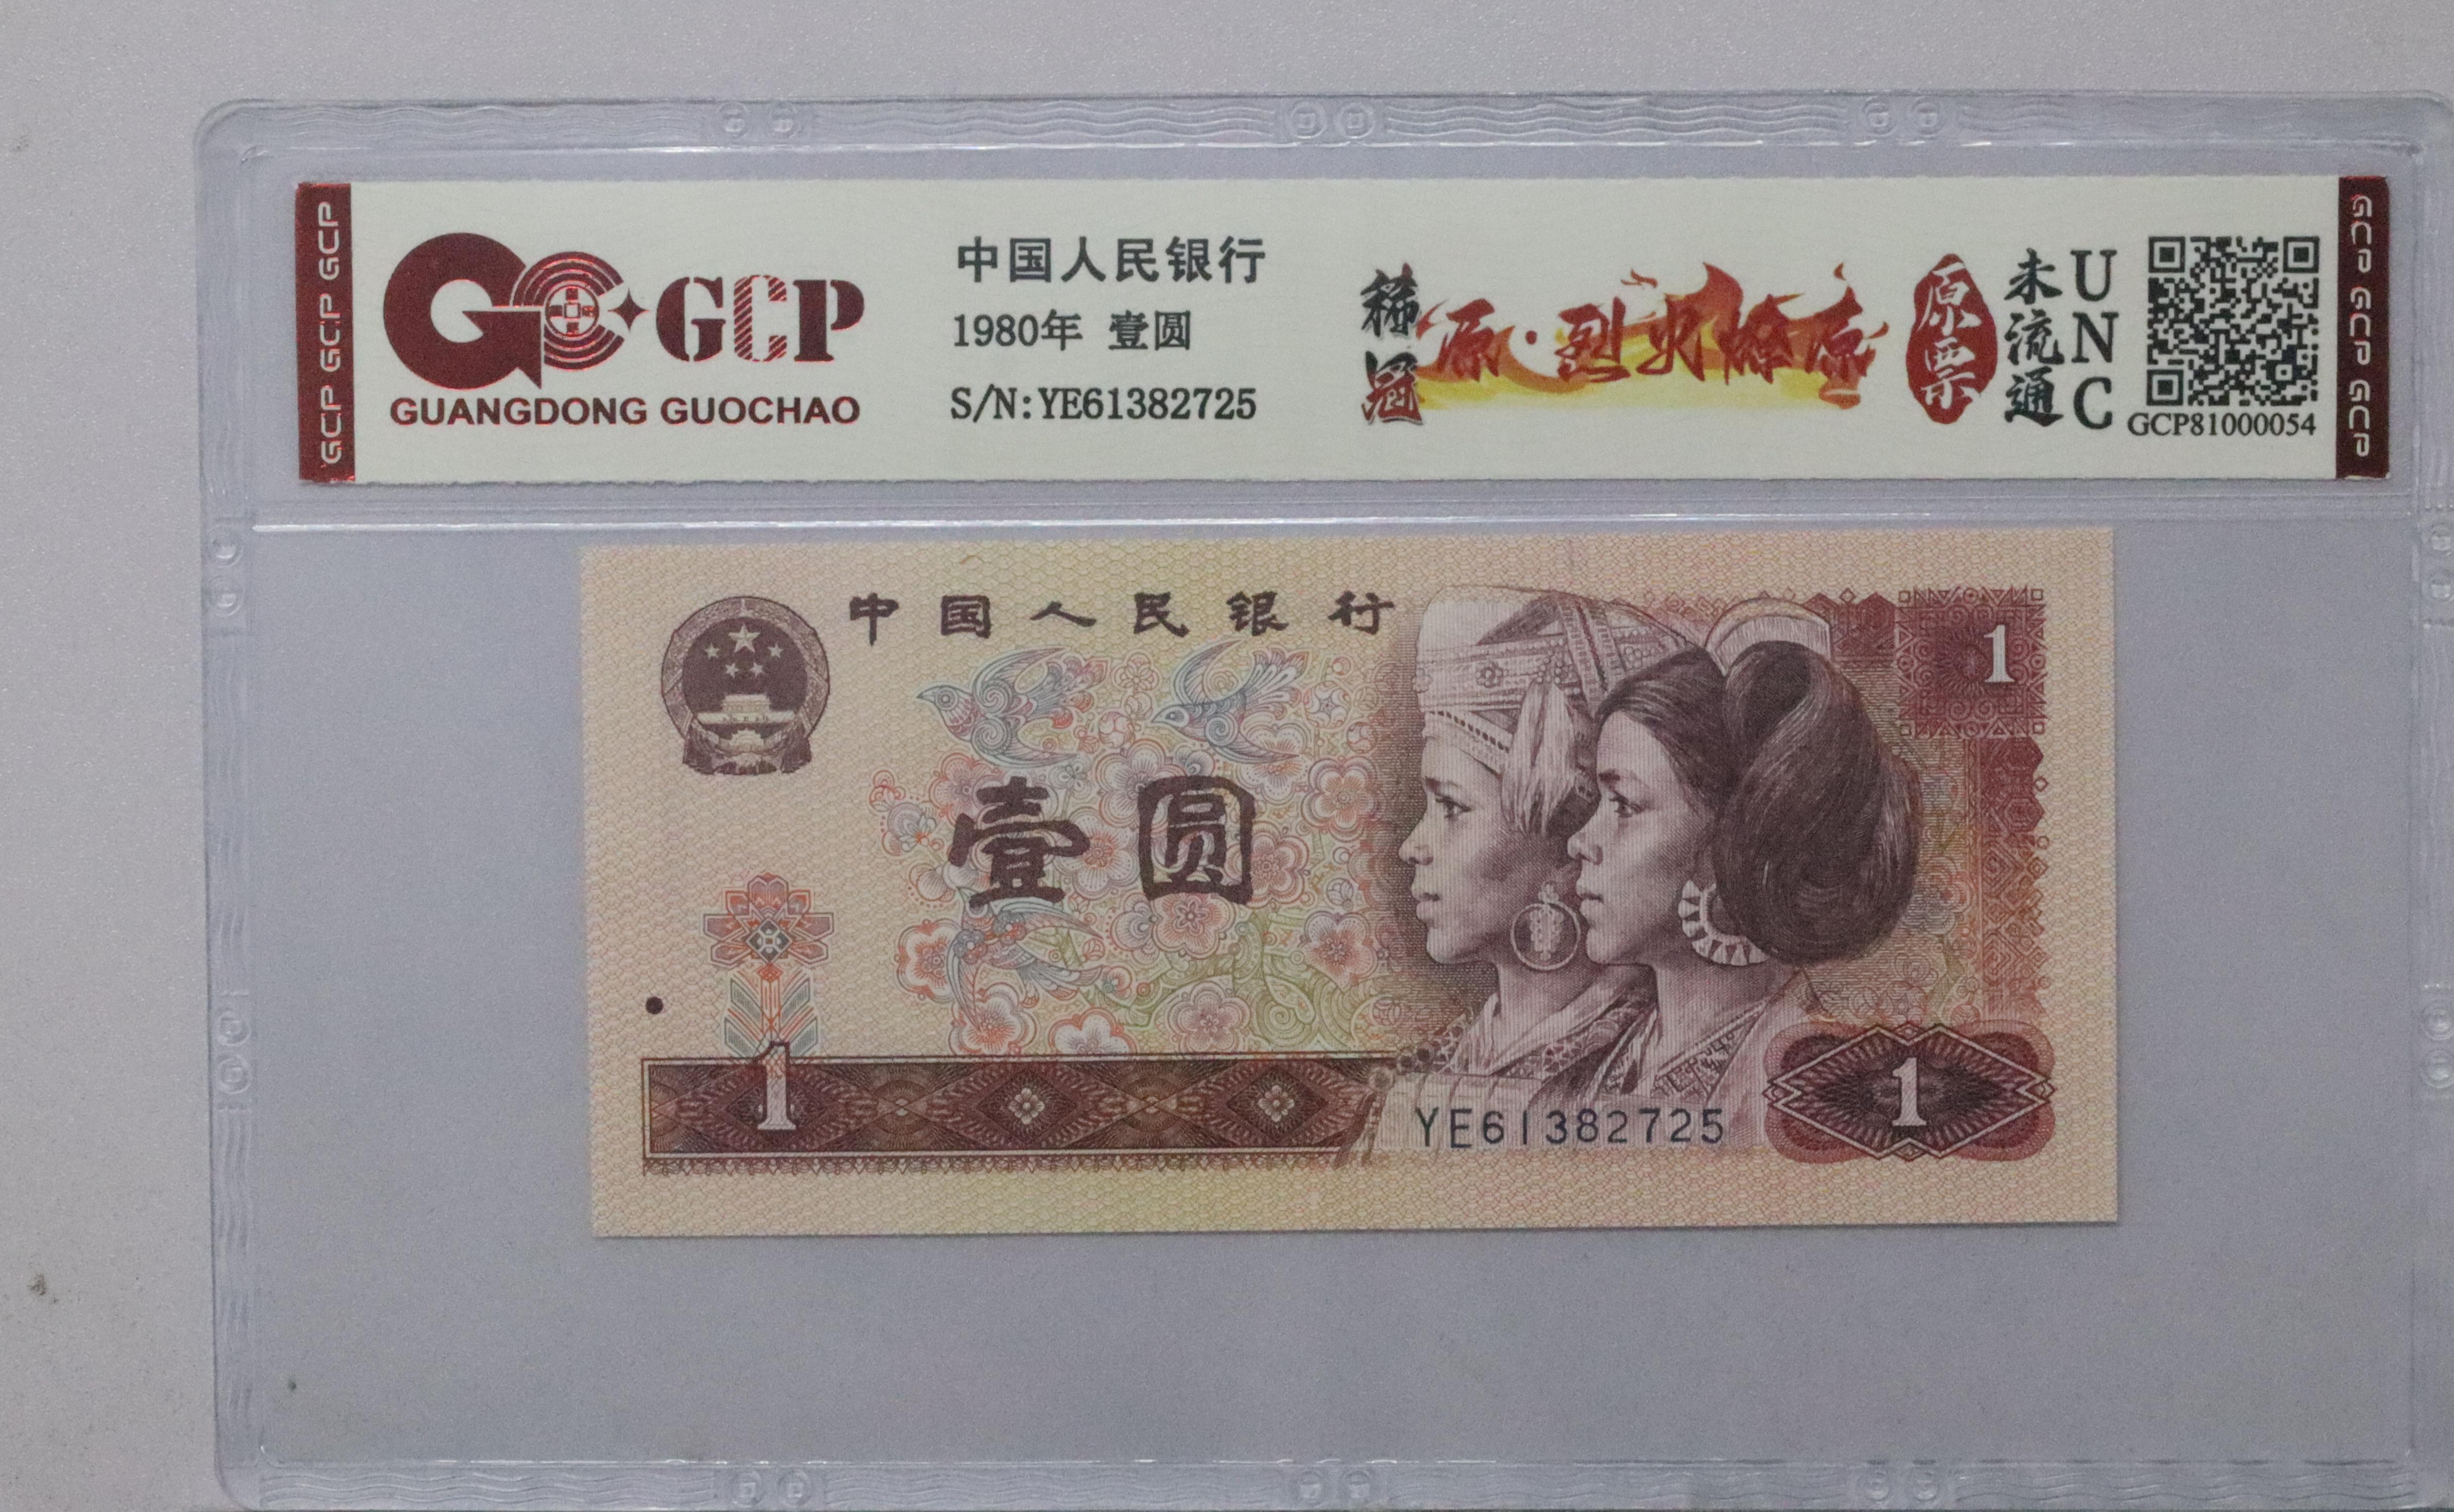 GCP GCP GCP
GCP
GUANGDONG GUOCHAO
中国人民银行
1980年 壹圆
S/N:YE61382725
稀冠
原·烈火燎原
原票
未流通
UNC
GCP81000054
GCP GCP GCP
中国人民银行
1
壹圆
1
YE61382725
1